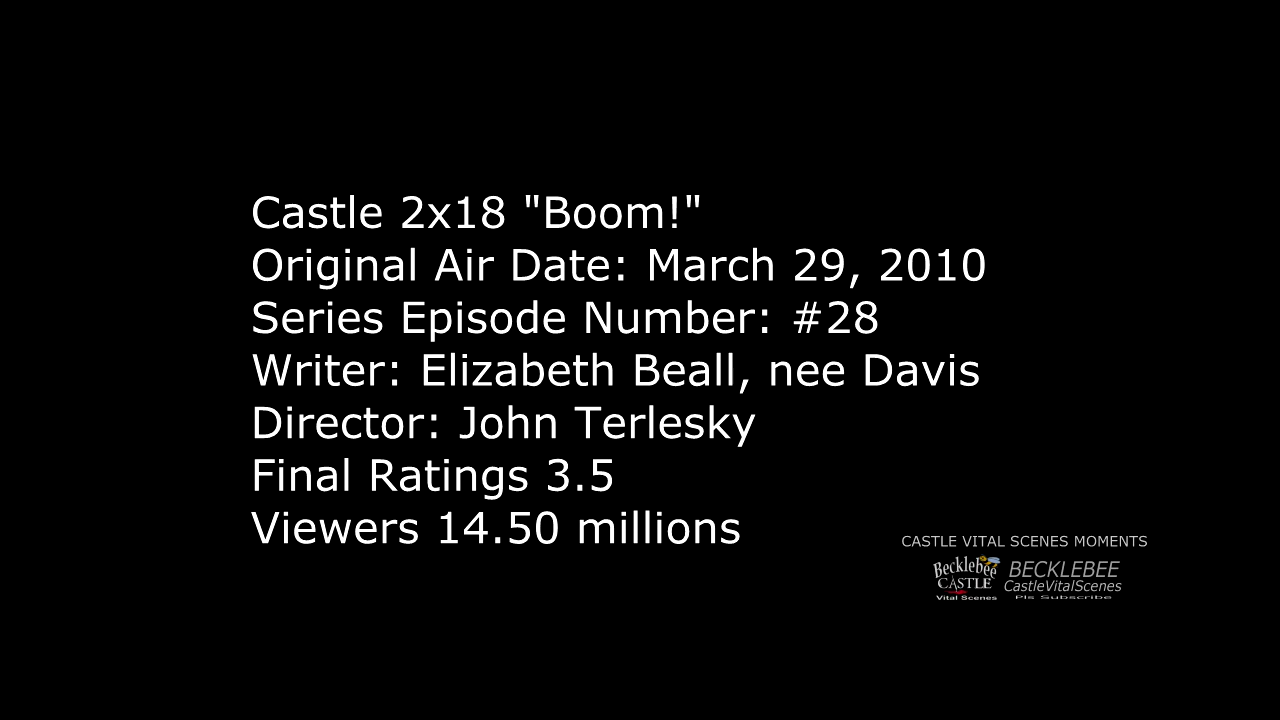 Castle 2x18 "Boom!"
Original Air Date: March 29, 2010
Series Episode Number: #28
Writer: Elizabeth Beall, nee Davis
Director: John Terlesky
Final Ratings 3.5
Viewers 14.50 millions
CASTLE VITAL SCENES MOMENTS
Becklebee
CASTLE
Vital Scenes
BECKLEBEE
CastleVitalScenes
Pls Subscribe